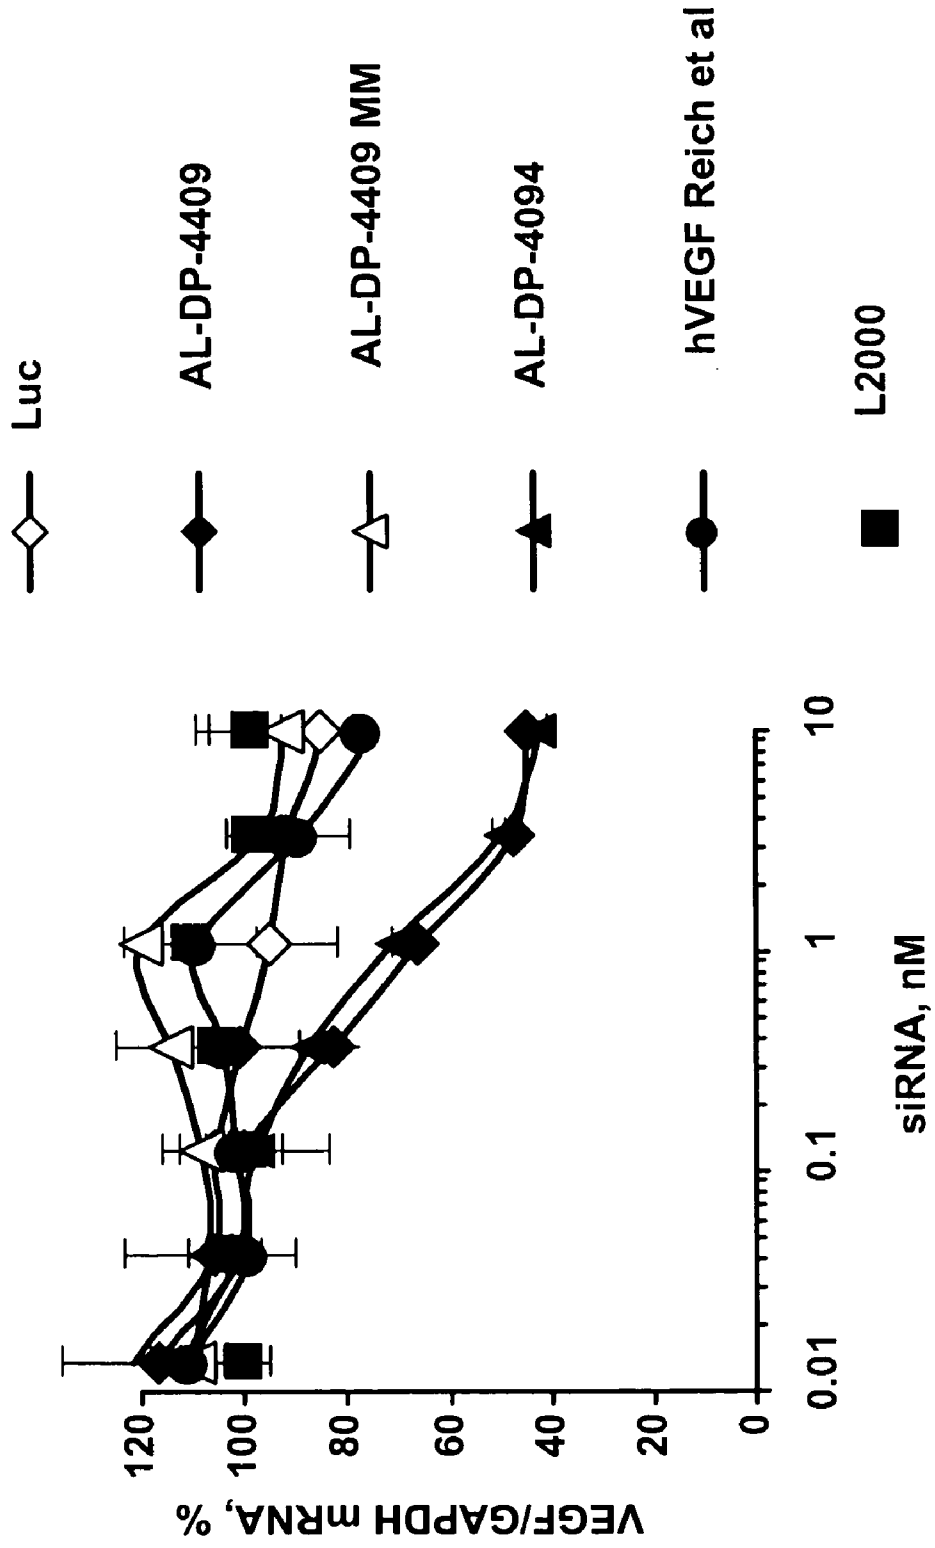 VEGF/GAPDH mRNA, %
120
100
80
60
40
20
0
0.01
0.1
1
10
siRNA, nM
Luc
AL-DP-4409
AL-DP-4409 MM
AL-DP-4094
hVEGF Reich et al
L2000